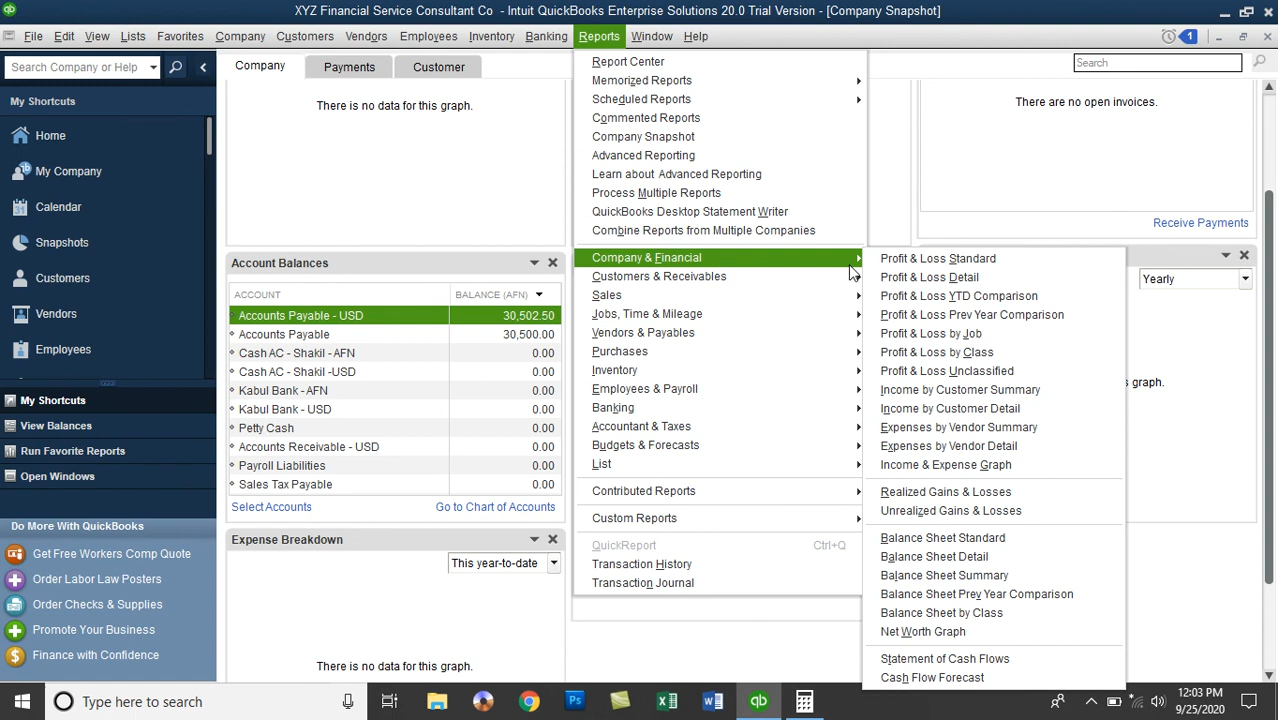 XYZ Financial Service Consultant Co - Intuit QuickBooks Enterprise Solutions 20.0 Trial Version - [Company Snapshot]
File Edit View Lists Favorites Company Customers Vendors Employees Inventory Banking Reports Window Help
1
Search Company or Help
My Shortcuts
Home
My Company
Calendar
Snapshots
Customers
Vendors
Employees
My Shortcuts
View Balances
Run Favorite Reports
Open Windows
Do More With QuickBooks
Get Free Workers Comp Quote
Order Labor Law Posters
Order Checks & Supplies
Promote Your Business
Finance with Confidence
Company Payments Customer
Search
There is no data for this graph.
Account Balances
ACCOUNT BALANCE (AFN)
Accounts Payable - USD 30,502.50
Accounts Payable 30,500.00
Cash AC - Shakil - AFN 0.00
Cash AC - Shakil -USD 0.00
Kabul Bank - AFN 0.00
Kabul Bank - USD 0.00
Petty Cash 0.00
Accounts Receivable - USD 0.00
Payroll Liabilities 0.00
Sales Tax Payable 0.00
Select Accounts Go to Chart of Accounts
Expense Breakdown
This year-to-date
There is no data for this graph.
Report Center
Memorized Reports
Scheduled Reports
Commented Reports
Company Snapshot
Advanced Reporting
Learn about Advanced Reporting
Process Multiple Reports
QuickBooks Desktop Statement Writer
Combine Reports from Multiple Companies
Company & Financial
Customers & Receivables
Sales
Jobs, Time & Mileage
Vendors & Payables
Purchases
Inventory
Employees & Payroll
Banking
Accountant & Taxes
Budgets & Forecasts
List
Contributed Reports
Custom Reports
QuickReport Ctrl+Q
Transaction History
Transaction Journal
There are no open invoices.
Receive Payments
Yearly
graph.
Profit & Loss Standard
Profit & Loss Detail
Profit & Loss YTD Comparison
Profit & Loss Prev Year Comparison
Profit & Loss by Job
Profit & Loss by Class
Profit & Loss Unclassified
Income by Customer Summary
Income by Customer Detail
Expenses by Vendor Summary
Expenses by Vendor Detail
Income & Expense Graph
Realized Gains & Losses
Unrealized Gains & Losses
Balance Sheet Standard
Balance Sheet Detail
Balance Sheet Summary
Balance Sheet Prev Year Comparison
Balance Sheet by Class
Net Worth Graph
Statement of Cash Flows
Cash Flow Forecast
Type here to search
12:03 PM
9/25/2020